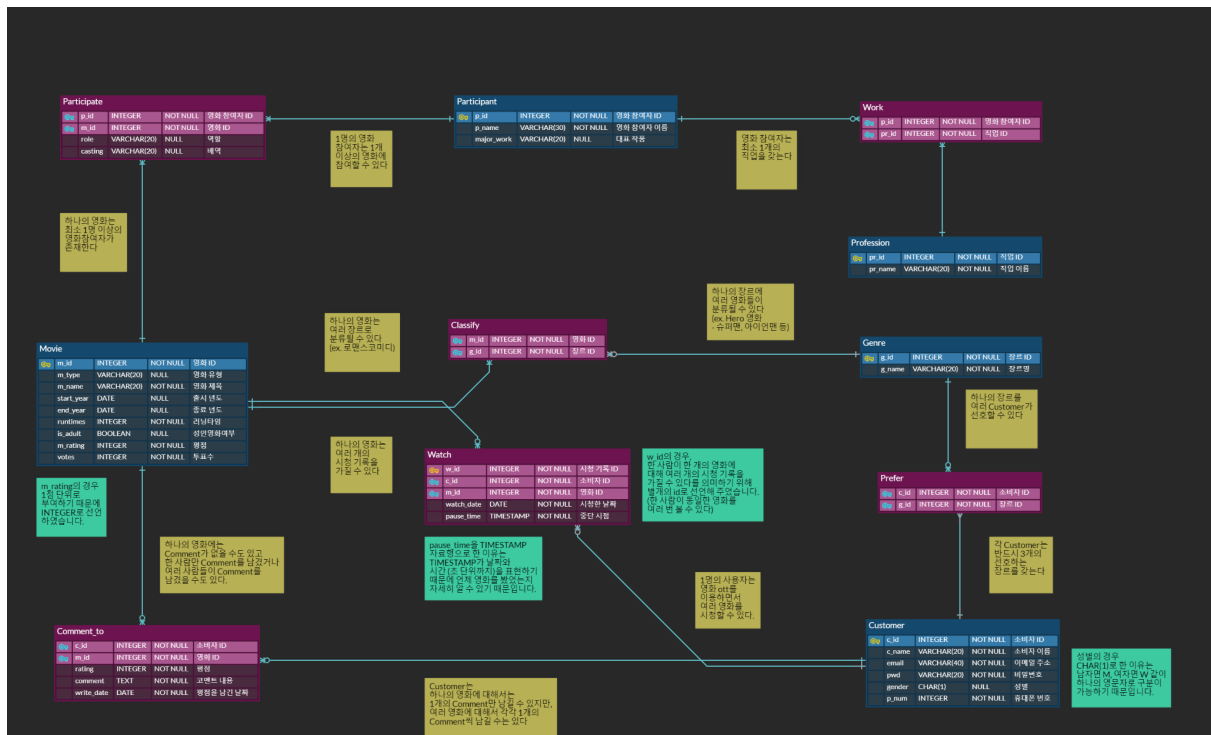 Participate
p_id INTEGER NOT NULL 영화 참여자 ID
m_id INTEGER NOT NULL 영화 ID
role VARCHAR(20) NULL 역할
casting VARCHAR(20) NULL 배역
Participant
p_id INTEGER NOT NULL 영화 참여자 ID
p_name VARCHAR(30) NOT NULL 영화 참여자 이름
major_work VARCHAR(20) NULL 대표 작품
Work
p_id INTEGER NOT NULL 영화 참여자 ID
pr_id INTEGER NOT NULL 직업 ID
1명의 영화
참여자는 1개
이상의 영화에
참여할 수 있다
영화 참여자는
최소 1개의
직업을 갖는다
하나의 영화는
최소 1명 이상의
영화참여자가
존재한다
Profession
pr_id INTEGER NOT NULL 직업 ID
pr_name VARCHAR(20) NOT NULL 직업 이름
하나의 장르에
여러 영화들이
분류될 수 있다
(ex. Hero 영화
- 슈퍼맨, 아이언맨 등)
하나의 영화는
여러 장르로
분류될 수 있다
(ex. 로맨스코미디)
Classify
m_id INTEGER NOT NULL 영화 ID
g_id INTEGER NOT NULL 장르 ID
Genre
g_id INTEGER NOT NULL 장르 ID
g_name VARCHAR(20) NOT NULL 장르명
Movie
m_id INTEGER NOT NULL 영화 ID
m_type VARCHAR(20) NULL 영화 유형
m_name VARCHAR(20) NOT NULL 영화 제목
start_year DATE NULL 출시 년도
end_year DATE NULL 종료 년도
runtimes INTEGER NOT NULL 러닝타임
is_adult BOOLEAN NULL 성인영화여부
m_rating INTEGER NOT NULL 평점
votes INTEGER NOT NULL 투표수
하나의 장르를
여러 Customer가
선호할 수 있다
하나의 영화는
여러 개의
시청 기록을
가질 수 있다
Watch
w_id INTEGER NOT NULL 시청 기록 ID
c_id INTEGER NOT NULL 소비자 ID
m_id INTEGER NOT NULL 영화 ID
watch_date DATE NOT NULL 시청한 날짜
pause_time TIMESTAMP NOT NULL 중단 시점
w_id의 경우,
한 사람이 한 개의 영화에
대해 여러 개의 시청 기록을
가질 수 있다를 의미하기 위해
별개의 id로 선언해 주었습니다.
(한 사람이 동일한 영화를
여러 번 볼 수 있다)
Prefer
c_id INTEGER NOT NULL 소비자 ID
g_id INTEGER NOT NULL 장르 ID
m_rating의 경우
1점 단위로
부여하기 때문에
INTEGER로 선언
하였습니다.
하나의 영화에는
Comment가 없을 수도 있고
한 사람만 Comment를 남겼거나
여러 사람들이 Comment를
남겼을 수도 있다.
pause_time을 TIMESTAMP
자료형으로 한 이유는
TIMESTAMP가 날짜와
시간(초 단위까지)을 표현하기
때문에 언제 영화를 봤었는지
자세히 알 수 있기 때문입니다.
각 Customer는
반드시 3개의
선호하는
장르를 갖는다
1명의 사용자는
영화 ott를
이용하면서
여러 영화를
시청할 수 있다.
Comment_to
c_id INTEGER NOT NULL 소비자 ID
m_id INTEGER NOT NULL 영화 ID
rating INTEGER NOT NULL 평점
comment TEXT NOT NULL 코멘트 내용
write_date DATE NOT NULL 평점을 남긴 날짜
Customer
c_id INTEGER NOT NULL 소비자 ID
c_name VARCHAR(20) NOT NULL 소비자 이름
email VARCHAR(40) NOT NULL 이메일 주소
pwd VARCHAR(20) NOT NULL 비밀번호
gender CHAR(1) NULL 성별
p_num INTEGER NOT NULL 휴대폰 번호
성별의 경우
CHAR(1)로 한 이유는
남자면 M, 여자면 W 같이
하나의 영문자로 구분이
가능하기 때문입니다.
Customer는
하나의 영화에 대해서는
1개의 Comment만 남길 수 있지만,
여러 영화에 대해서 각각 1개의
Comment씩 남길 수는 있다